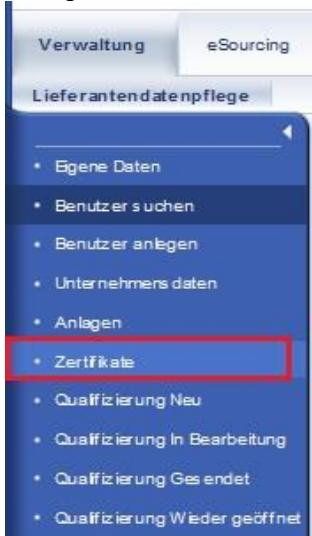 Verwaltung eSourcing
Lieferantendatenpflege
Eigene Daten
Benutzer suchen
Benutzer anlegen
Unternehmensdaten
Anlagen
Zertifikate
Qualifizierung Neu
Qualifizierung In Bearbeitung
Qualifizierung Gesendet
Qualifizierung Wieder geöffnet